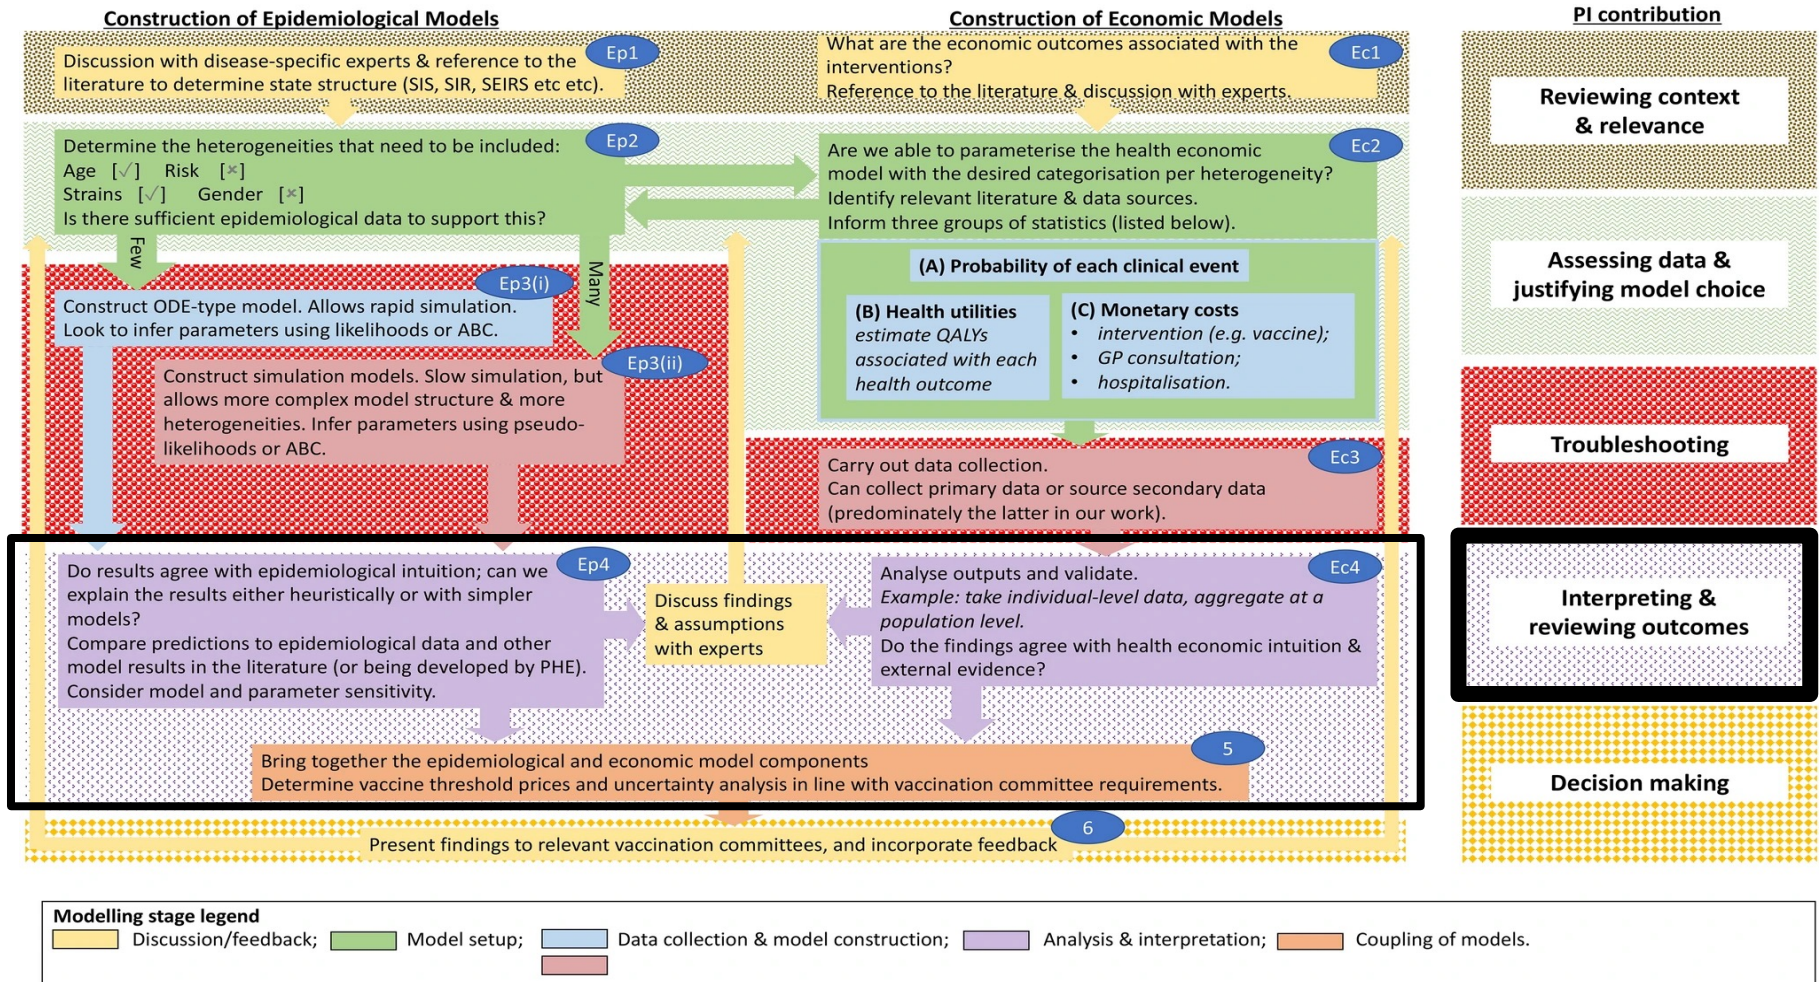 Construction of Epidemiological Models
Construction of Economic Models
PI contribution
Ep1
Discussion with disease-specific experts & reference to the
literature to determine state structure (SIS, SIR, SEIRS etc etc).
Ec1
What are the economic outcomes associated with the
interventions?
Reference to the literature & discussion with experts.
Reviewing context
& relevance
Ep2
Determine the heterogeneities that need to be included:
Age [✓] Risk [×]
Strains [✓] Gender [×]
Is there sufficient epidemiological data to support this?
Ec2
Are we able to parameterise the health economic
model with the desired categorisation per heterogeneity?
Identify relevant literature & data sources.
Inform three groups of statistics (listed below).
Few
Many
(A) Probability of each clinical event
(B) Health utilities
estimate QALYs
associated with each
health outcome
(C) Monetary costs
• intervention (e.g. vaccine);
• GP consultation;
• hospitalisation.
Assessing data &
justifying model choice
Ep3(i)
Construct ODE-type model. Allows rapid simulation.
Look to infer parameters using likelihoods or ABC.
Ep3(ii)
Construct simulation models. Slow simulation, but
allows more complex model structure & more
heterogeneities. Infer parameters using pseudo-
likelihoods or ABC.
Ec3
Carry out data collection.
Can collect primary data or source secondary data
(predominately the latter in our work).
Troubleshooting
Ep4
Do results agree with epidemiological intuition; can we
explain the results either heuristically or with simpler
models?
Compare predictions to epidemiological data and other
model results in the literature (or being developed by PHE).
Consider model and parameter sensitivity.
Discuss findings
& assumptions
with experts
Ec4
Analyse outputs and validate.
Example: take individual-level data, aggregate at a
population level.
Do the findings agree with health economic intuition &
external evidence?
Interpreting &
reviewing outcomes
5
Bring together the epidemiological and economic model components
Determine vaccine threshold prices and uncertainty analysis in line with vaccination committee requirements.
6
Present findings to relevant vaccination committees, and incorporate feedback
Decision making
Modelling stage legend
Discussion/feedback; Model setup; Data collection & model construction; Analysis & interpretation; Coupling of models.